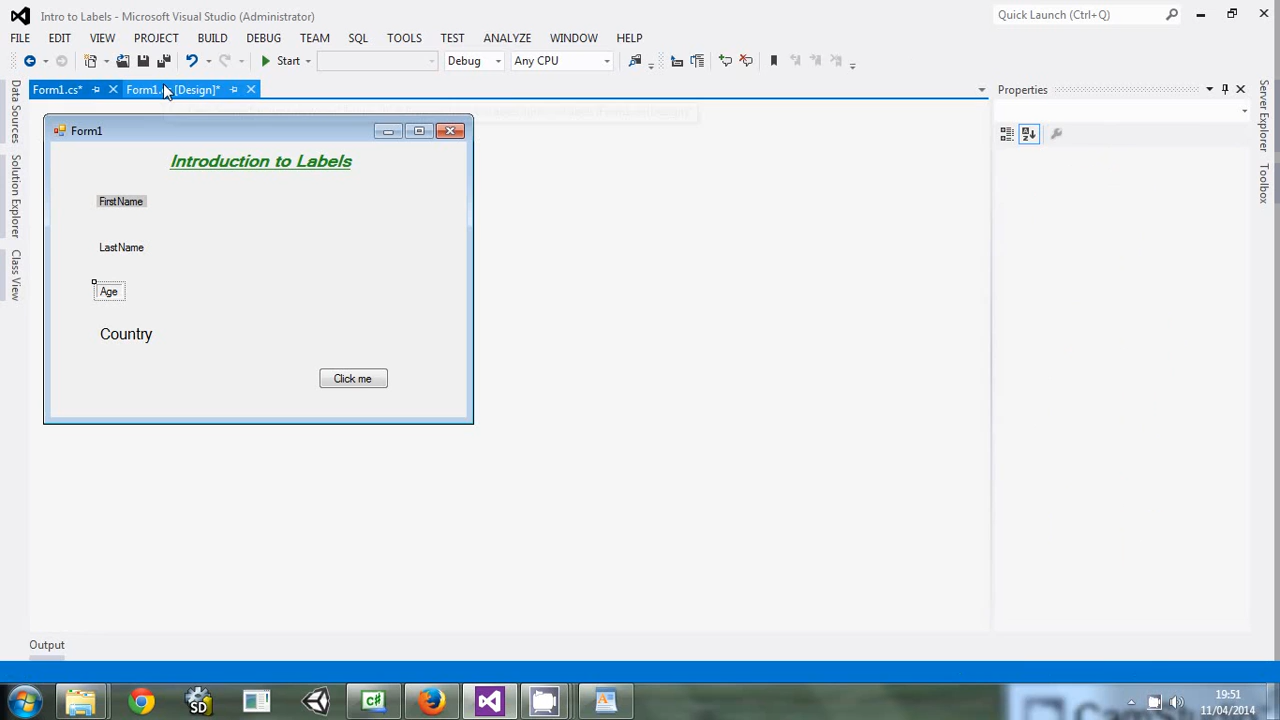 Intro to Labels - Microsoft Visual Studio (Administrator)
Quick Launch (Ctrl+Q)
FILE EDIT VIEW PROJECT BUILD DEBUG TEAM SQL TOOLS TEST ANALYZE WINDOW HELP
Start Debug Any CPU
Form1.cs* Form1. [Design]*
Properties
Data Sources
Solution Explorer
Class View
Server Explorer
Toolbox
Form1
Introduction to Labels
FirstName
LastName
Age
Country
Click me
Output
SD
C#
19:51
11/04/2014